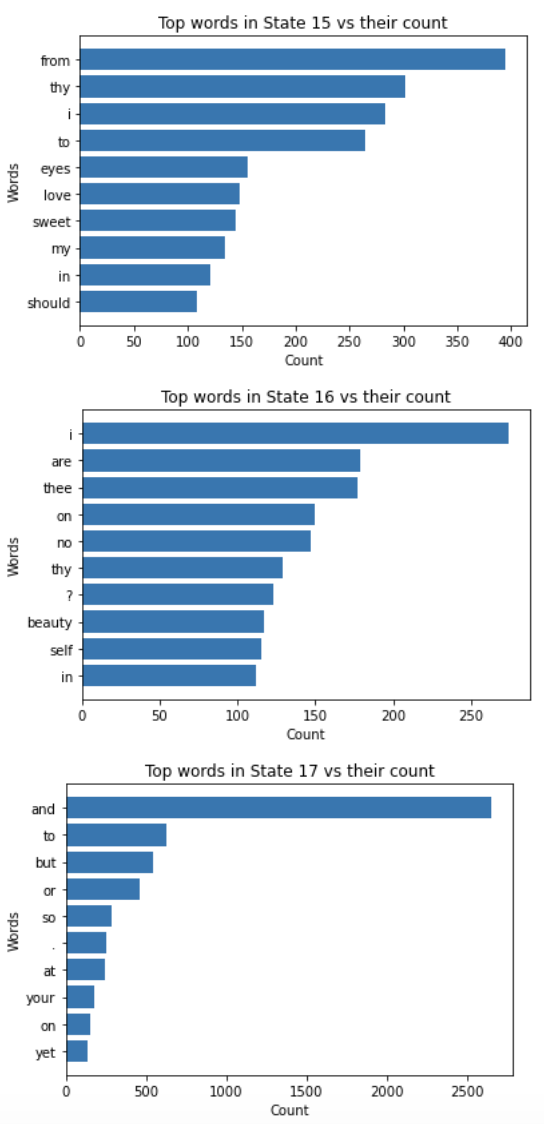 Top words in State 15 vs their count
from
thy
i
to
eyes
love
sweet
my
in
should
Words
0 50 100 150 200 250 300 350 400
Count
Top words in State 16 vs their count
i
are
thee
on
no
thy
?
beauty
self
in
Words
0 50 100 150 200 250
Count
Top words in State 17 vs their count
and
to
but
or
so
.
at
your
on
yet
Words
0 500 1000 1500 2000 2500
Count